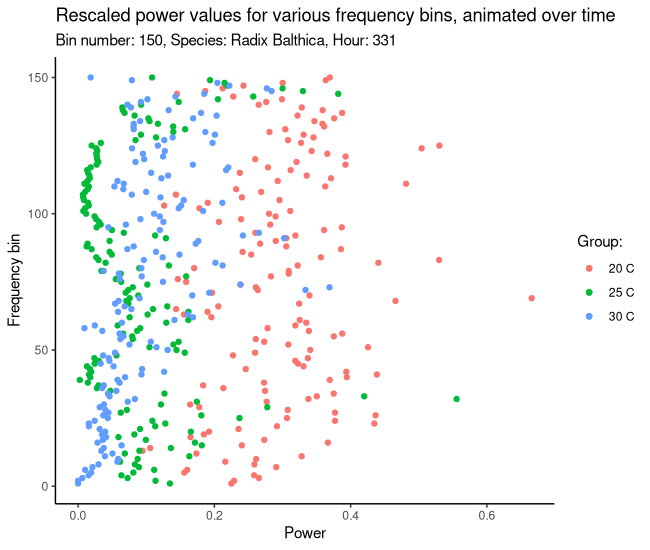 Rescaled power values for various frequency bins, animated over time
Bin number: 150, Species: Radix Balthica, Hour: 331
150
100
50
0
Frequency bin
0.0 0.2 0.4 0.6
Power
Group:
20 C
25 C
30 C